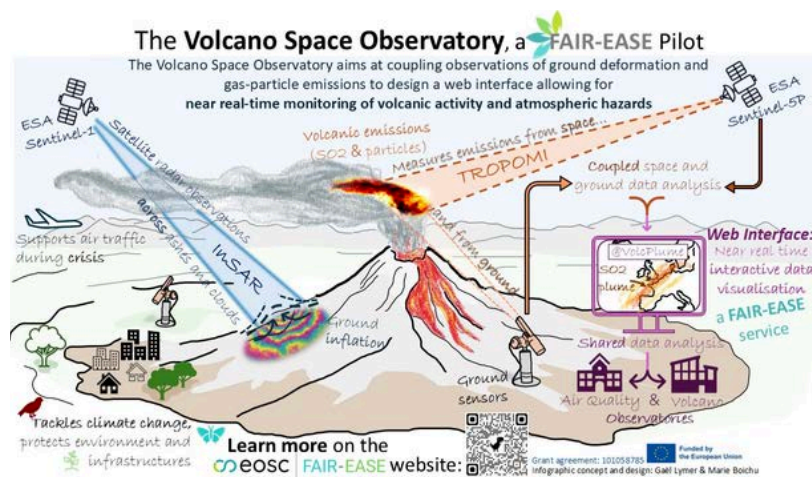 The Volcano Space Observatory, a FAIR-EASE Pilot
The Volcano Space Observatory aims at coupling observations of ground deformation and
gas-particle emissions to design a web interface allowing for
near real-time monitoring of volcanic activity and atmospheric hazards
ESA
Sentinel-1
Satellite radar observations
across ashes and clouds
InSAR
Volcanic emissions
(SO2 & particles)
Measures emissions from space...
TROPOMI
...and from ground
ESA
Sentinel-5P
Coupled space and
ground data analysis
Supports air traffic
during crisis
Ground
inflation
Ground
sensors
@VolcPlume
SO2
plume
Web Interface:
Near real time
interactive data
visualisation
a FAIR-EASE
service
Shared data analysis
Air Quality & Volcano
Observatories
Tackles climate change,
protects environment and
infrastructures
Learn more on the
eosc FAIR-EASE website:
Grant agreement: 101058785
Funded by
the European Union
Infographic concept and design: Gaël Lymer & Marie Boichu